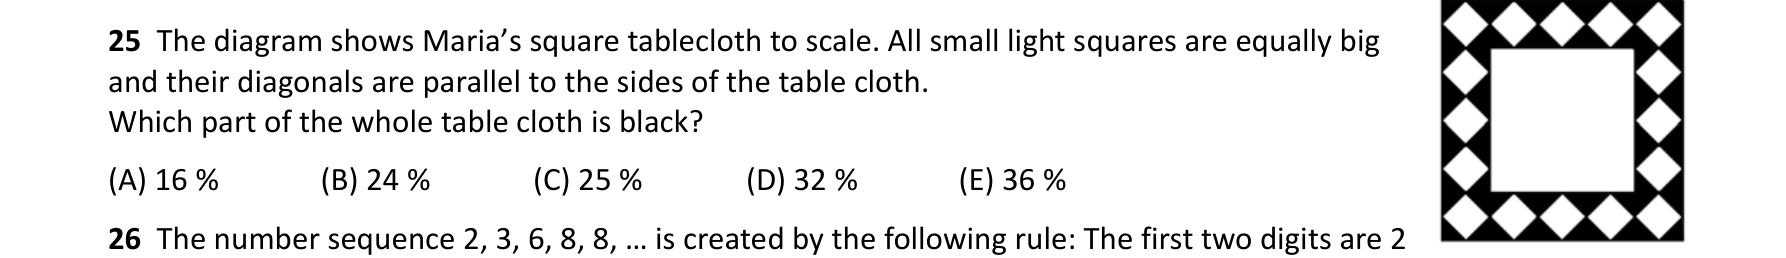 25 The diagram shows Maria’s square tablecloth to scale. All small light squares are equally big
and their diagonals are parallel to the sides of the table cloth.
Which part of the whole table cloth is black?
(A) 16 % (B) 24 % (C) 25 % (D) 32 % (E) 36 %
26 The number sequence 2, 3, 6, 8, 8, ... is created by the following rule: The first two digits are 2